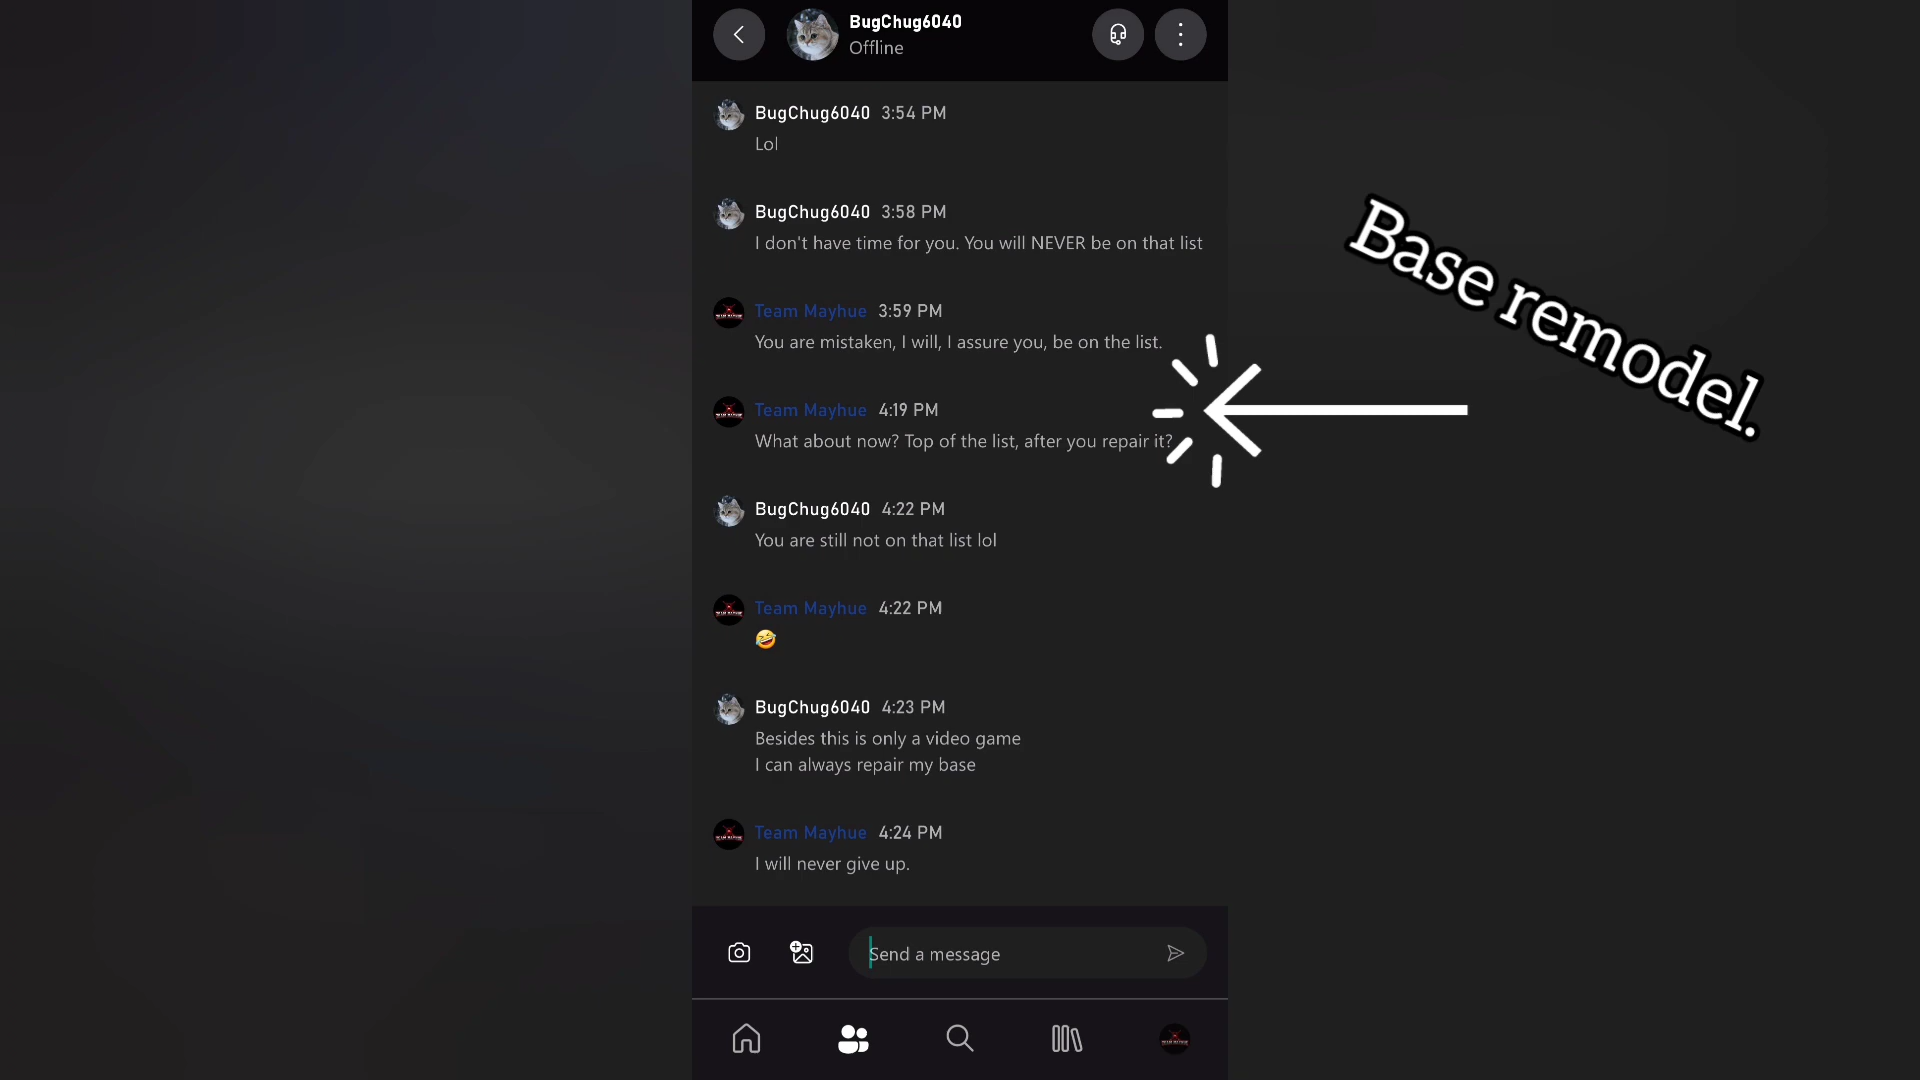 BugChug6040
Offline
BugChug6040 3:54 PM
Lol
BugChug6040 3:58 PM
I don't have time for you. You will NEVER be on that list
Team Mayhue 3:59 PM
You are mistaken, I will, I assure you, be on the list.
Team Mayhue 4:19 PM
What about now? Top of the list, after you repair it?
BugChug6040 4:22 PM
You are still not on that list lol
Team Mayhue 4:22 PM
🤣
BugChug6040 4:23 PM
Besides this is only a video game
I can always repair my base
Team Mayhue 4:24 PM
I will never give up.
Send a message
Base remodel.